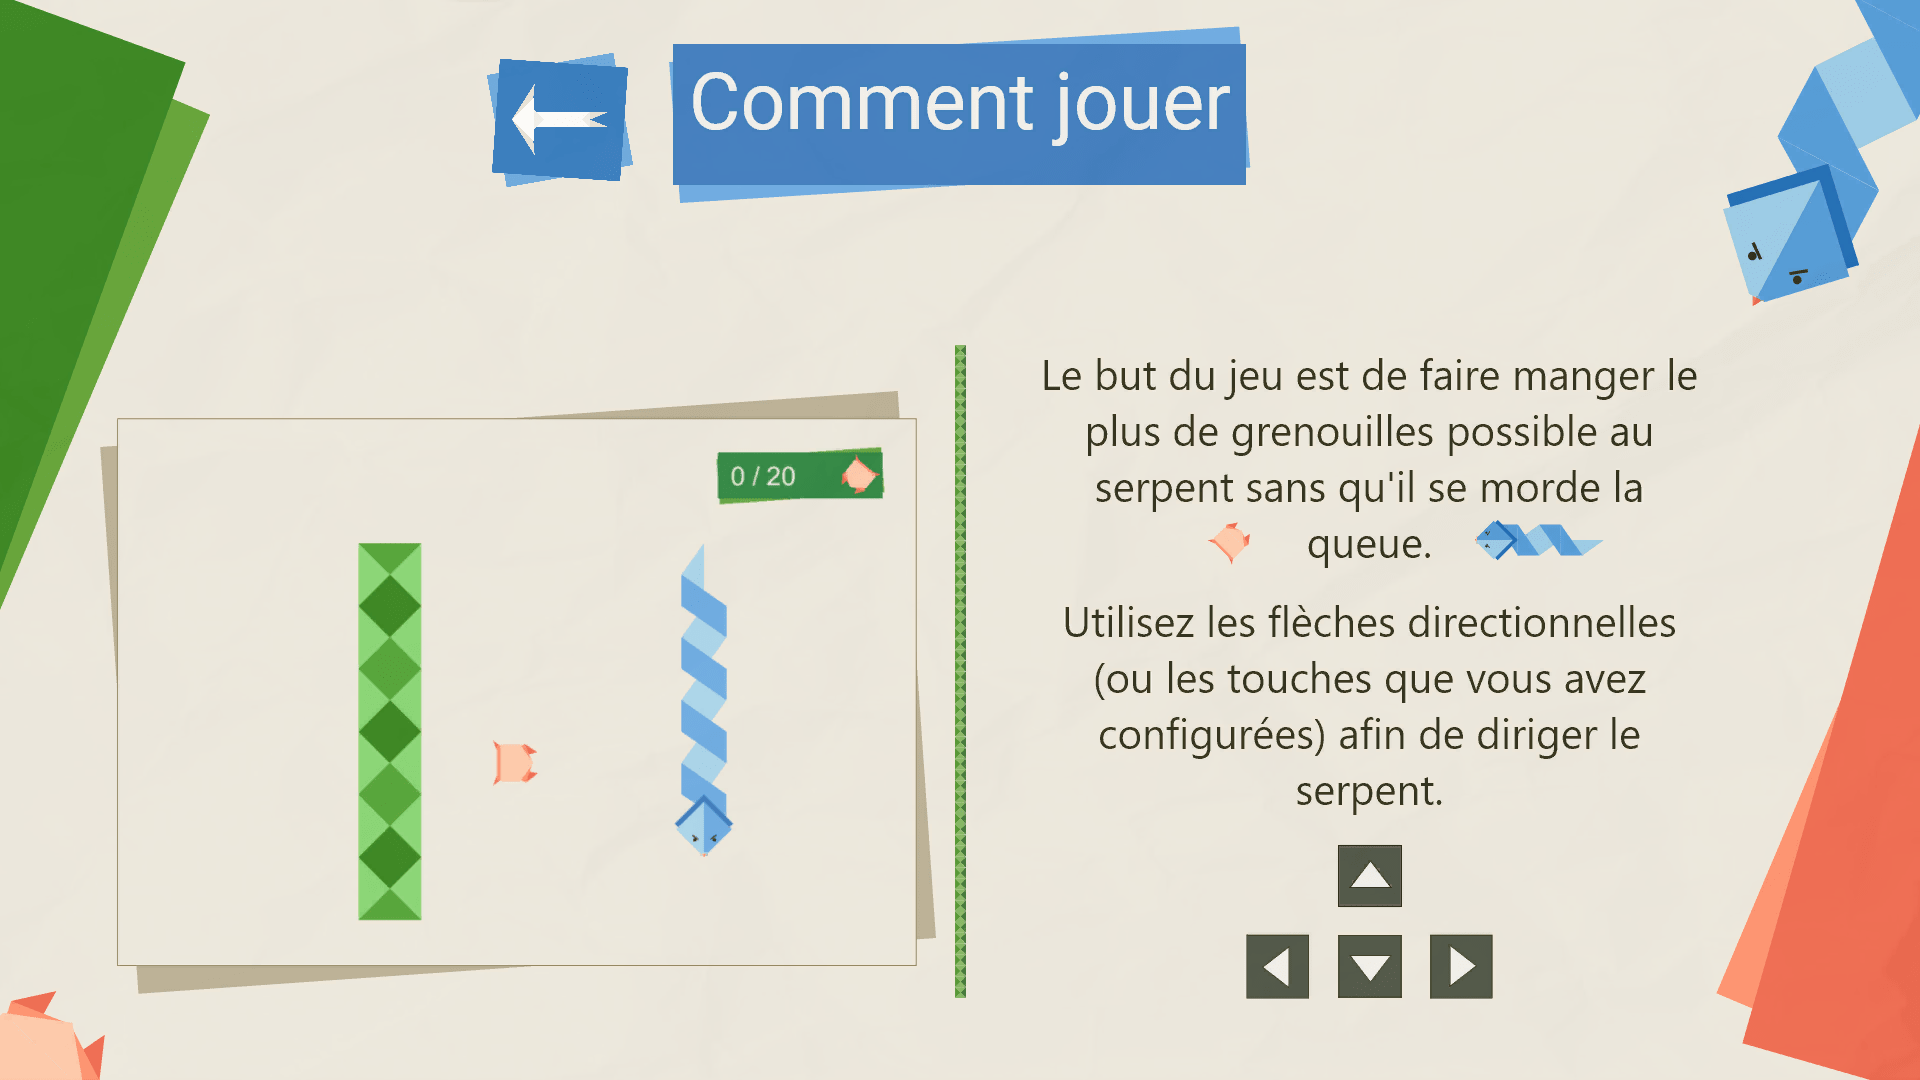 Comment jouer
0 / 20
Le but du jeu est de faire manger le
plus de grenouilles possible au
serpent sans qu'il se morde la
queue.
Utilisez les flèches directionnelles
(ou les touches que vous avez
configurées) afin de diriger le
serpent.